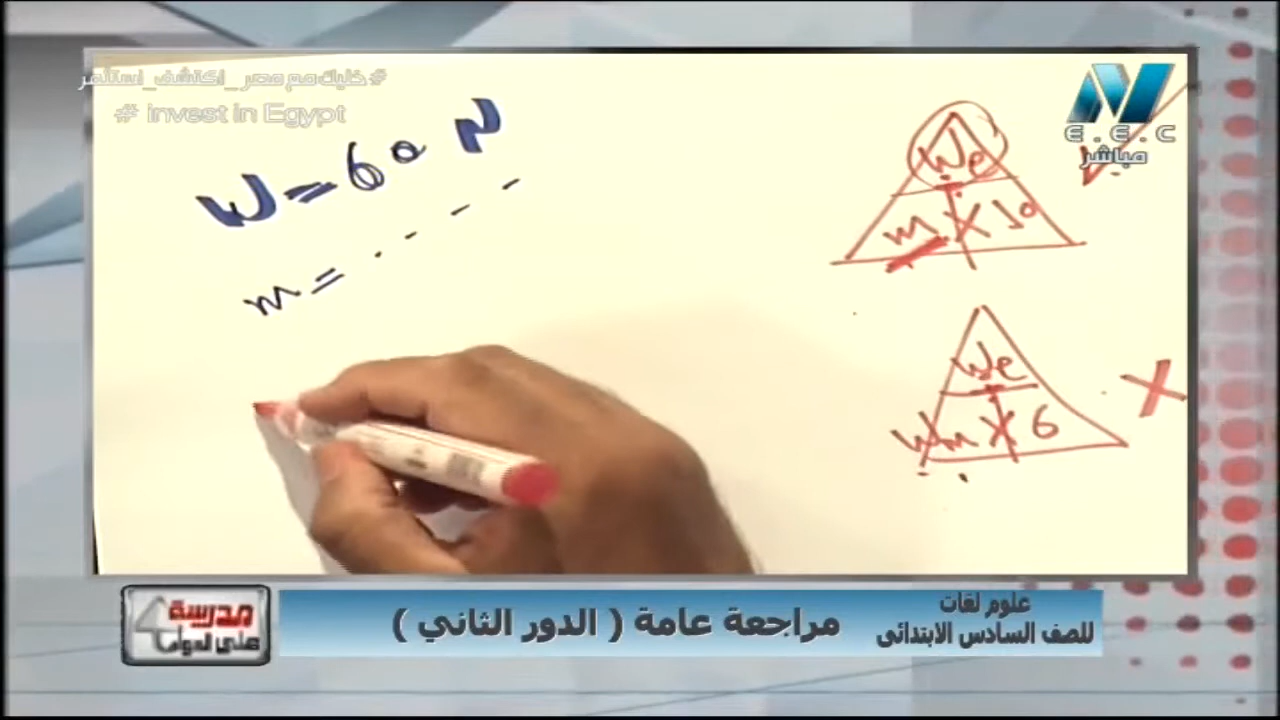 #خليك_مع_مصر_اكتشف_إستثمر
# invest in Egypt
E.E.C
مباشر
W = 60 N
m = ....
We
m X 10
We
m X 6
X
علوم لغات
للصف السادس الابتدائى
مراجعة عامة ( الدور الثاني )
مدرسة
على الهواء